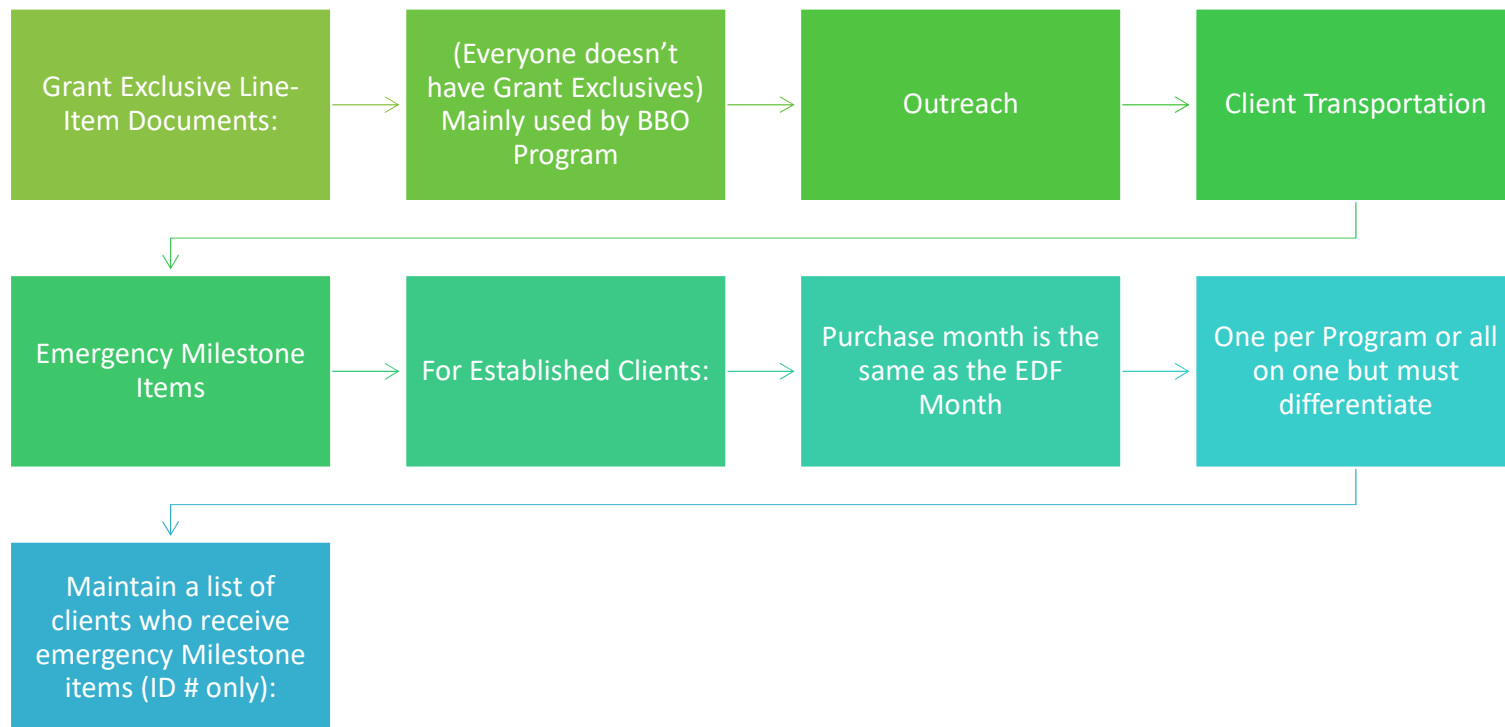 Grant Exclusive Line-
Item Documents:
(Everyone doesn’t
have Grant Exclusives)
Mainly used by BBO
Program
Outreach
Client Transportation
Emergency Milestone
Items
For Established Clients:
Purchase month is the
same as the EDF
Month
One per Program or all
on one but must
differentiate
Maintain a list of
clients who receive
emergency Milestone
items (ID # only):